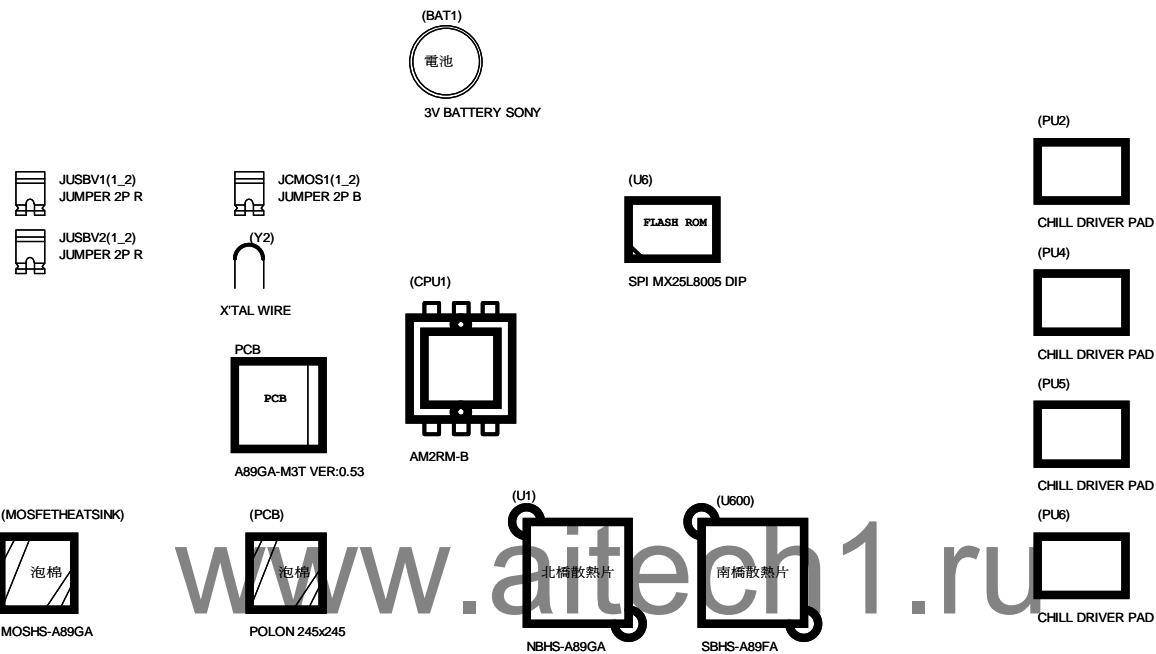 (BAT1)
電池
3V BATTERY SONY
(PU2)
CHILL DRIVER PAD
JUSBV1(1_2)
JUMPER 2P R
JCMOS1(1_2)
JUMPER 2P B
(U6)
FLASH ROM
SPI MX25L8005 DIP
JUSBV2(1_2)
JUMPER 2P R
(Y2)
X'TAL WIRE
(PU4)
CHILL DRIVER PAD
(CPU1)
AM2RM-B
PCB
PCB
A89GA-M3T VER:0.53
(PU5)
CHILL DRIVER PAD
(MOSFETHEATSINK)
泡棉
MOSHS-A89GA
(PCB)
泡棉
POLON 245x245
(U1)
北橋散熱片
NBHS-A89GA
(U600)
南橋散熱片
SBHS-A89FA
(PU6)
CHILL DRIVER PAD
www.aitech1.ru